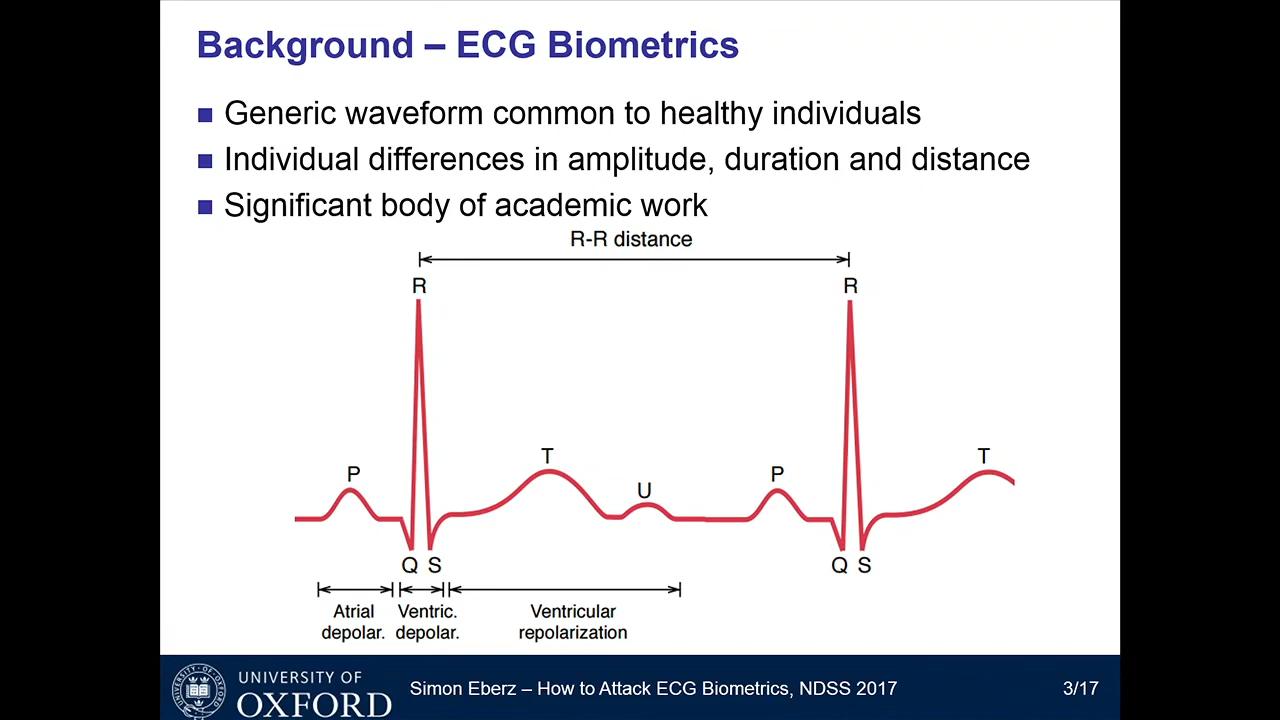 Background – ECG Biometrics
Generic waveform common to healthy individuals
Individual differences in amplitude, duration and distance
Significant body of academic work
R-R distance
R
R
P
T
U
P
T
Q S
Q S
Atrial depolar.
Ventric. depolar.
Ventricular repolarization
UNIVERSITY OF
OXFORD
Simon Eberz – How to Attack ECG Biometrics, NDSS 2017
3/17